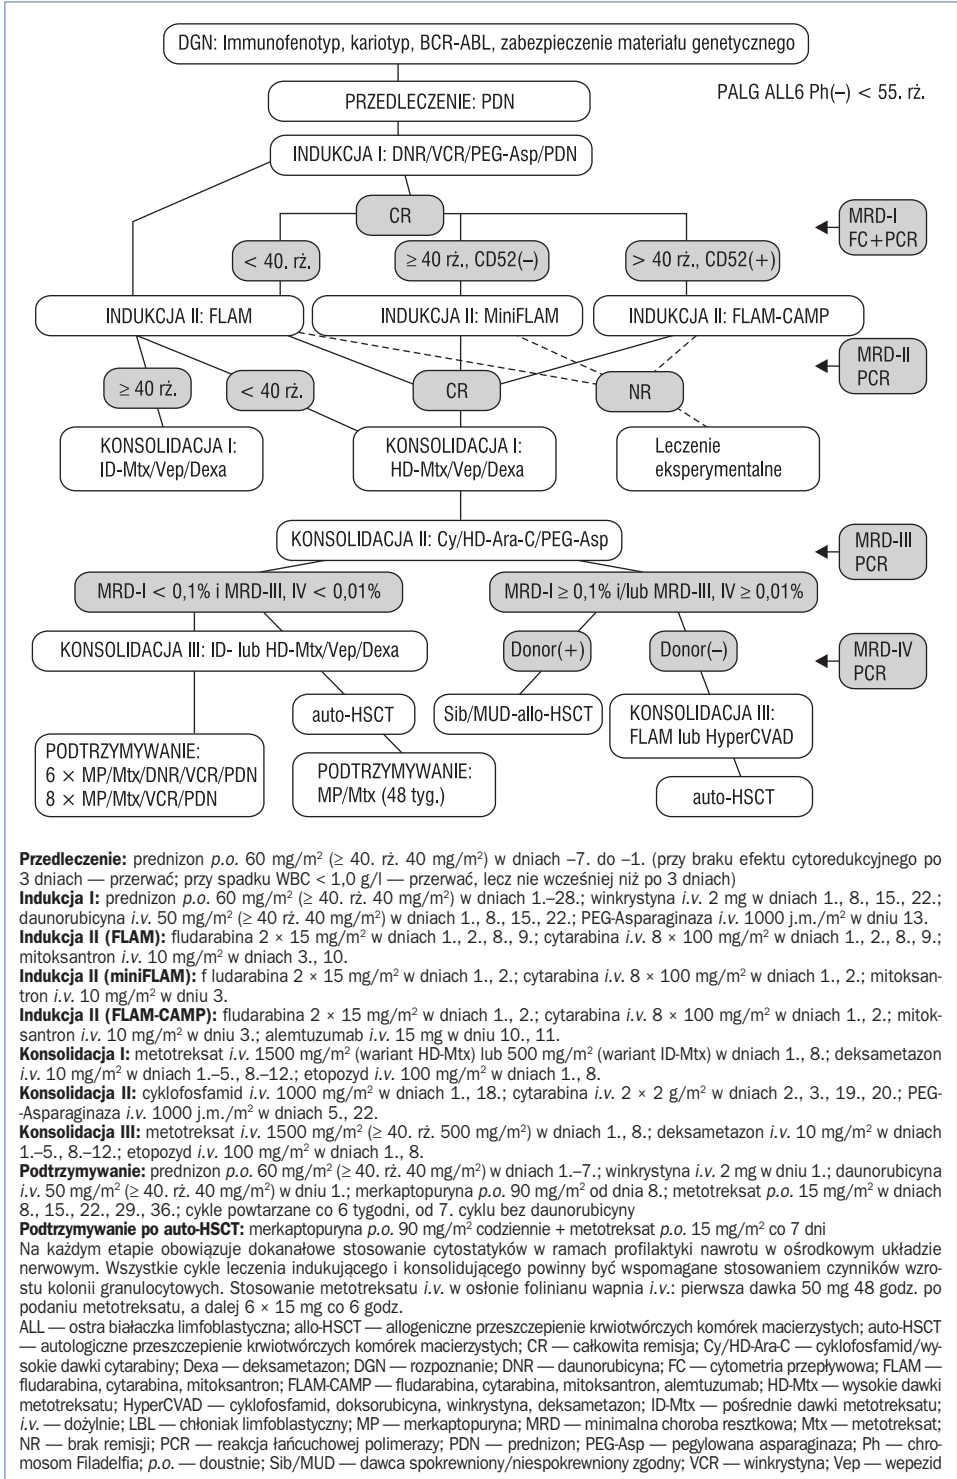 DGN: Immunofenotyp, kariotyp, BCR-ABL, zabezpieczenie materiału genetycznego
PALG ALL6 Ph(–) < 55. rż.
PRZEDLECZENIE: PDN
INDUKCJA I: DNR/VCR/PEG-Asp/PDN
CR
MRD-I
FC+PCR
< 40. rż.
≥ 40 rż., CD52(–)
> 40 rż., CD52(+)
INDUKCJA II: FLAM
INDUKCJA II: MiniFLAM
INDUKCJA II: FLAM-CAMP
MRD-II
PCR
≥ 40 rż.
< 40 rż.
CR
NR
KONSOLIDACJA I:
ID-Mtx/Vep/Dexa
KONSOLIDACJA I:
HD-Mtx/Vep/Dexa
Leczenie
eksperymentalne
KONSOLIDACJA II: Cy/HD-Ara-C/PEG-Asp
MRD-III
PCR
MRD-I < 0,1% i MRD-III, IV < 0,01%
MRD-I ≥ 0,1% i/lub MRD-III, IV ≥ 0,01%
KONSOLIDACJA III: ID- lub HD-Mtx/Vep/Dexa
Donor(+)
Donor(–)
MRD-IV
PCR
auto-HSCT
Sib/MUD-allo-HSCT
KONSOLIDACJA III:
FLAM lub HyperCVAD
PODTRZYMYWANIE:
6 × MP/Mtx/DNR/VCR/PDN
8 × MP/Mtx/VCR/PDN
PODTRZYMYWANIE:
MP/Mtx (48 tyg.)
auto-HSCT
Przedleczenie: prednizon p.o. 60 mg/m² (≥ 40. rż. 40 mg/m²) w dniach –7. do –1. (przy braku efektu cytoredukcyjnego po
3 dniach — przerwać; przy spadku WBC < 1,0 g/l — przerwać, lecz nie wcześniej niż po 3 dniach)
Indukcja I: prednizon p.o. 60 mg/m² (≥ 40. rż. 40 mg/m²) w dniach 1.–28.; winkrystyna i.v. 2 mg w dniach 1., 8., 15., 22.;
daunorubicyna i.v. 50 mg/m² (≥ 40 rż. 40 mg/m²) w dniach 1., 8., 15., 22.; PEG-Asparaginaza i.v. 1000 j.m./m² w dniu 13.
Indukcja II (FLAM): fludarabina 2 × 15 mg/m² w dniach 1., 2., 8., 9.; cytarabina i.v. 8 × 100 mg/m² w dniach 1., 2., 8., 9.;
mitoksantron i.v. 10 mg/m² w dniach 3., 10.
Indukcja II (miniFLAM): f ludarabina 2 × 15 mg/m² w dniach 1., 2.; cytarabina i.v. 8 × 100 mg/m² w dniach 1., 2.; mitoksan-
tron i.v. 10 mg/m² w dniu 3.
Indukcja II (FLAM-CAMP): fludarabina 2 × 15 mg/m² w dniach 1., 2.; cytarabina i.v. 8 × 100 mg/m² w dniach 1., 2.; mitok-
santron i.v. 10 mg/m² w dniu 3.; alemtuzumab i.v. 15 mg w dniu 10., 11.
Konsolidacja I: metotreksat i.v. 1500 mg/m² (wariant HD-Mtx) lub 500 mg/m² (wariant ID-Mtx) w dniach 1., 8.; deksametazon
i.v. 10 mg/m² w dniach 1.–5., 8.–12.; etopozyd i.v. 100 mg/m² w dniach 1., 8.
Konsolidacja II: cyklofosfamid i.v. 1000 mg/m² w dniach 1., 18.; cytarabina i.v. 2 × 2 g/m² w dniach 2., 3., 19., 20.; PEG-
-Asparaginaza i.v. 1000 j.m./m² w dniach 5., 22.
Konsolidacja III: metotreksat i.v. 1500 mg/m² (≥ 40. rż. 500 mg/m²) w dniach 1., 8.; deksametazon i.v. 10 mg/m² w dniach
1.–5., 8.–12.; etopozyd i.v. 100 mg/m² w dniach 1., 8.
Podtrzymywanie: prednizon p.o. 60 mg/m² (≥ 40. rż. 40 mg/m²) w dniach 1.–7.; winkrystyna i.v. 2 mg w dniu 1.; daunorubicyna
i.v. 50 mg/m² (≥ 40. rż. 40 mg/m²) w dniu 1.; merkaptopuryna p.o. 90 mg/m² od dnia 8.; metotreksat p.o. 15 mg/m² w dniach
8., 15., 22., 29., 36.; cykle powtarzane co 6 tygodni, od 7. cyklu bez daunorubicyny
Podtrzymywanie po auto-HSCT: merkaptopuryna p.o. 90 mg/m² codziennie + metotreksat p.o. 15 mg/m² co 7 dni
Na każdym etapie obowiązuje dokanałowe stosowanie cytostatyków w ramach profilaktyki nawrotu w ośrodkowym układzie
nerwowym. Wszystkie cykle leczenia indukującego i konsolidującego powinny być wspomagane stosowaniem czynników wzro-
stu kolonii granulocytowych. Stosowanie metotreksatu i.v. w osłonie folinianu wapnia i.v.: pierwsza dawka 50 mg 48 godz. po
podaniu metotreksatu, a dalej 6 × 15 mg co 6 godz.
ALL — ostra białaczka limfoblastyczna; allo-HSCT — allogeniczne przeszczepienie krwiotwórczych komórek macierzystych; auto-HSCT
— autologiczne przeszczepienie krwiotwórczych komórek macierzystych; CR — całkowita remisja; Cy/HD-Ara-C — cyklofosfamid/wy-
sokie dawki cytarabiny; Dexa — deksametazon; DGN — rozpoznanie; DNR — daunorubicyna; FC — cytometria przepływowa; FLAM —
fludarabina, cytarabina, mitoksantron; FLAM-CAMP — fludarabina, cytarabina, mitoksantron, alemtuzumab; HD-Mtx — wysokie dawki
metotreksatu; HyperCVAD — cyklofosfamid, doksorubicyna, winkrystyna, deksametazon; ID-Mtx — pośrednie dawki metotreksatu;
i.v. — dożylnie; LBL — chłoniak limfoblastyczny; MP — merkaptopuryna; MRD — minimalna choroba resztkowa; Mtx — metotreksat;
NR — brak remisji; PCR — reakcja łańcuchowej polimerazy; PDN — prednizon; PEG-Asp — pegylowana asparaginaza; Ph — chro-
mosom Filadelfia; p.o. — doustnie; Sib/MUD — dawca spokrewniony/niespokrewniony zgodny; VCR — winkrystyna; Vep — wepezid